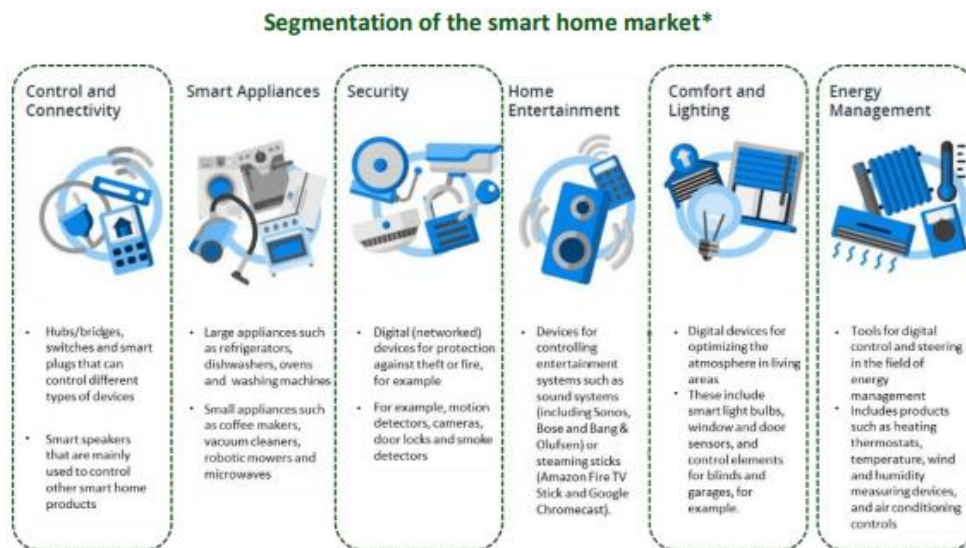 Segmentation of the smart home market*
Control and
Connectivity
• Hubs/bridges,
switches and smart
plugs that can
control different
types of devices
• Smart speakers
that are mainly
used to control
other smart home
products
Smart Appliances
• Large appliances such
as refrigerators,
dishwashers, ovens
and washing machines
• Small appliances such
as coffee makers,
vacuum cleaners,
robotic mowers and
microwaves
Security
• Digital (networked)
devices for protection
against theft or fire,
for example
• For example, motion
detectors, cameras,
door locks and smoke
detectors
Home
Entertainment
• Devices for
controlling
entertainment
systems such as
sound systems
(including Sonos,
Bose and Bang &
Olufsen) or
steaming sticks
(Amazon Fire TV
Stick and Google
Chromecast).
Comfort and
Lighting
• Digital devices for
optimizing the
atmosphere in living
areas
• These include
smart light bulbs,
window and door
sensors, and
control elements
for blinds and
garages, for
example.
Energy
Management
• Tools for digital
control and steering
in the field of
energy
management
• Includes products
such as heating
thermostats,
temperature, wind
and humidity
measuring devices,
and air conditioning
controls